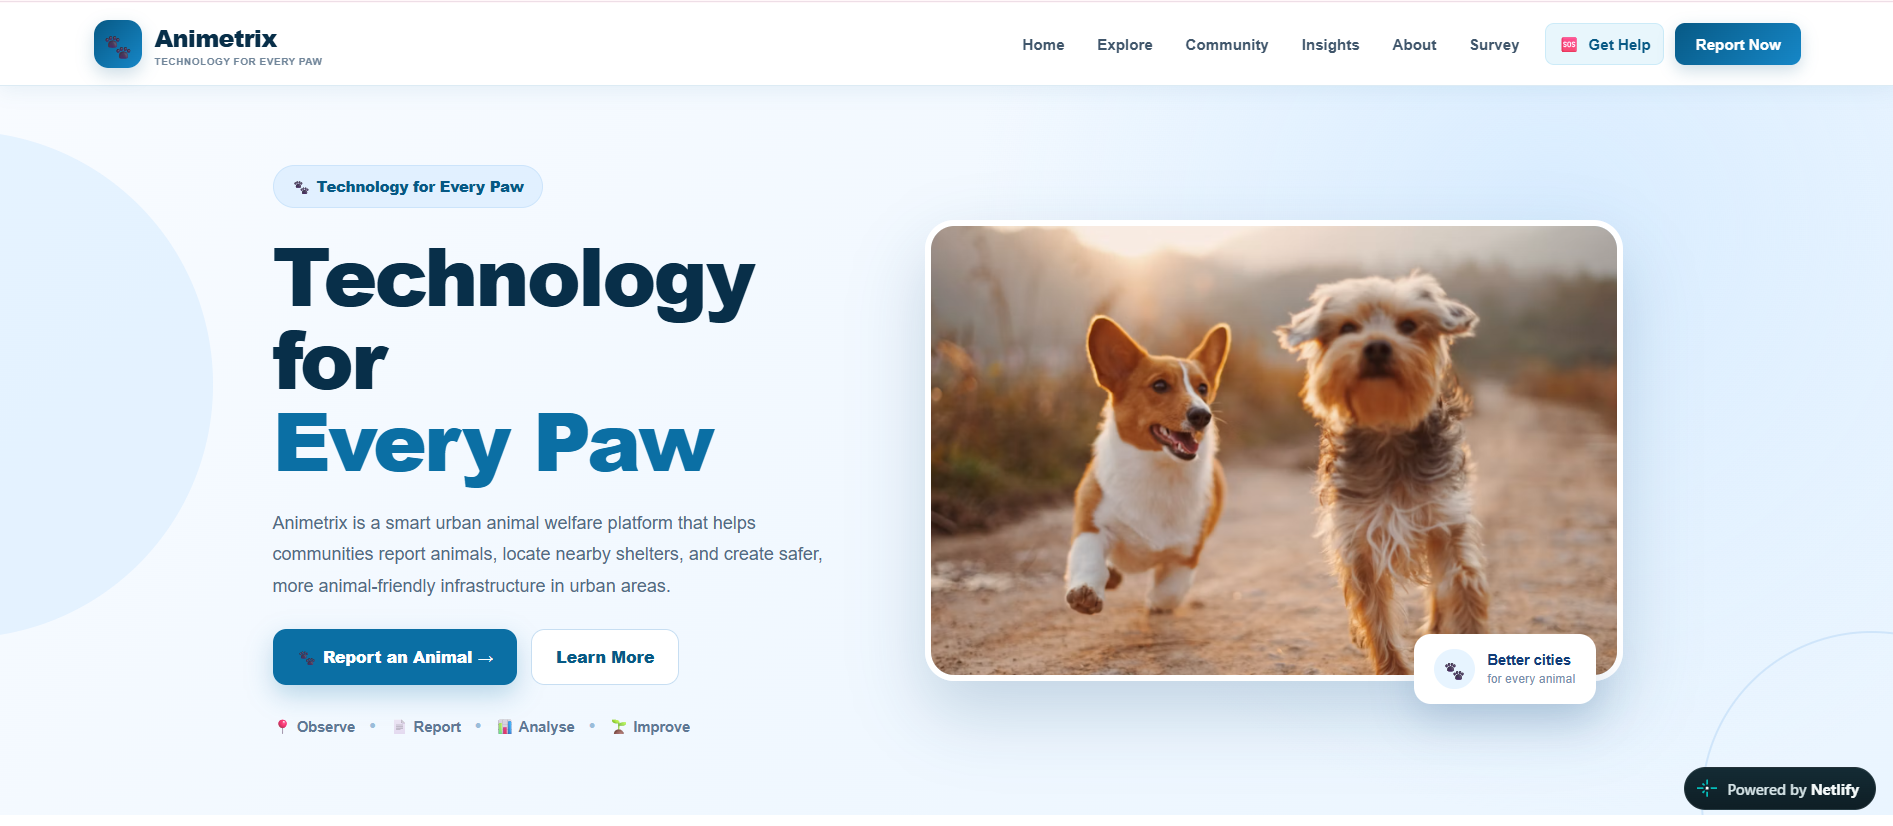 Animetrix
TECHNOLOGY FOR EVERY PAW
Home
Explore
Community
Insights
About
Survey
SOS
Get Help
Report Now
Technology for Every Paw
Technology
for
Every Paw
Animetrix is a smart urban animal welfare platform that helps
communities report animals, locate nearby shelters, and create safer,
more animal-friendly infrastructure in urban areas.
Report an Animal →
Learn More
Observe • Report • Analyse • Improve
Better cities
for every animal
Powered by Netlify